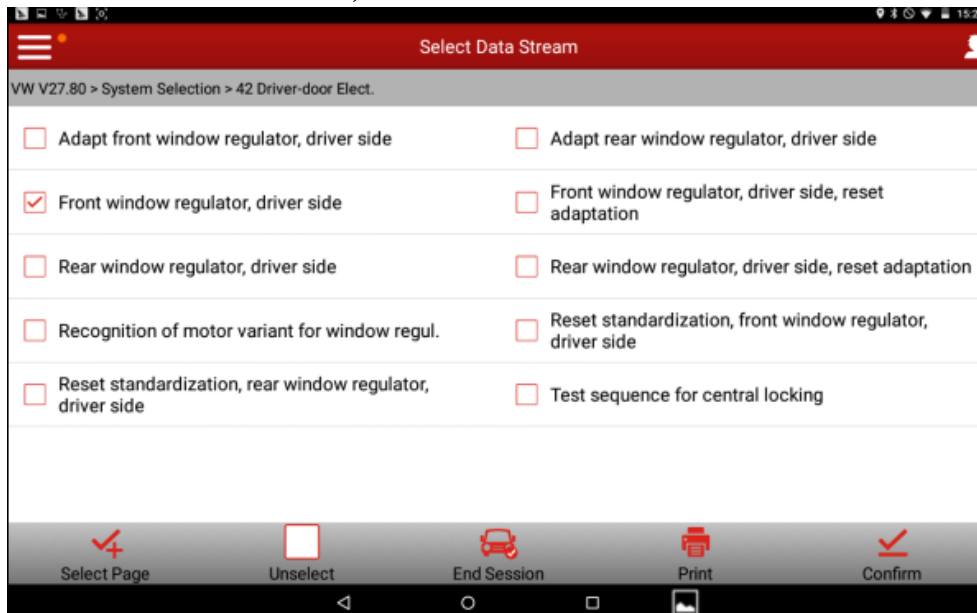 15:2
Select Data Stream
VW V27.80 > System Selection > 42 Driver-door Elect.
Adapt front window regulator, driver side
Adapt rear window regulator, driver side
Front window regulator, driver side
Front window regulator, driver side, reset
adaptation
Rear window regulator, driver side
Rear window regulator, driver side, reset adaptation
Recognition of motor variant for window regul.
Reset standardization, front window regulator,
driver side
Reset standardization, rear window regulator,
driver side
Test sequence for central locking
Select Page
Unselect
End Session
Print
Confirm